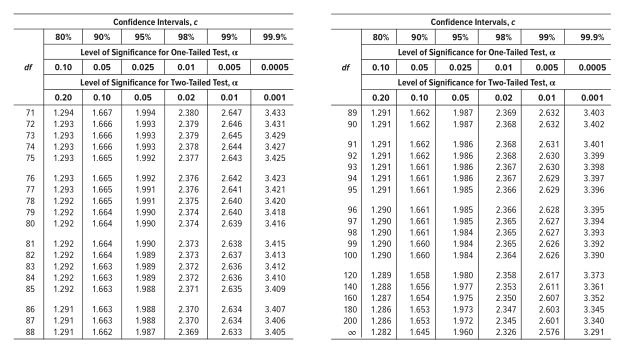 Confidence Intervals, c
80% 90% 95% 98% 99% 99.9%
Level of Significance for One-Tailed Test, α
df 0.10 0.05 0.025 0.01 0.005 0.0005
Level of Significance for Two-Tailed Test, α
0.20 0.10 0.05 0.02 0.01 0.001
71 1.294 1.667 1.994 2.380 2.647 3.433
72 1.293 1.666 1.993 2.379 2.646 3.431
73 1.293 1.666 1.993 2.379 2.645 3.429
74 1.293 1.666 1.993 2.378 2.644 3.427
75 1.293 1.665 1.992 2.377 2.643 3.425
76 1.293 1.665 1.992 2.376 2.642 3.423
77 1.293 1.665 1.991 2.376 2.641 3.421
78 1.292 1.665 1.991 2.375 2.640 3.420
79 1.292 1.664 1.990 2.374 2.640 3.418
80 1.292 1.664 1.990 2.374 2.639 3.416
81 1.292 1.664 1.990 2.373 2.638 3.415
82 1.292 1.664 1.989 2.373 2.637 3.413
83 1.292 1.663 1.989 2.372 2.636 3.412
84 1.292 1.663 1.989 2.372 2.636 3.410
85 1.292 1.663 1.988 2.371 2.635 3.409
86 1.291 1.663 1.988 2.370 2.634 3.407
87 1.291 1.663 1.988 2.370 2.634 3.406
88 1.291 1.662 1.987 2.369 2.633 3.405
Confidence Intervals, c
80% 90% 95% 98% 99% 99.9%
Level of Significance for One-Tailed Test, α
df 0.10 0.05 0.025 0.01 0.005 0.0005
Level of Significance for Two-Tailed Test, α
0.20 0.10 0.05 0.02 0.01 0.001
89 1.291 1.662 1.987 2.369 2.632 3.403
90 1.291 1.662 1.987 2.368 2.632 3.402
91 1.291 1.662 1.986 2.368 2.631 3.401
92 1.291 1.662 1.986 2.368 2.630 3.399
93 1.291 1.661 1.986 2.367 2.630 3.398
94 1.291 1.661 1.986 2.367 2.629 3.397
95 1.291 1.661 1.985 2.366 2.629 3.396
96 1.290 1.661 1.985 2.366 2.628 3.395
97 1.290 1.661 1.985 2.365 2.627 3.394
98 1.290 1.661 1.984 2.365 2.627 3.393
99 1.290 1.660 1.984 2.365 2.626 3.392
100 1.290 1.660 1.984 2.364 2.626 3.390
120 1.289 1.658 1.980 2.358 2.617 3.373
140 1.288 1.656 1.977 2.353 2.611 3.361
160 1.287 1.654 1.975 2.350 2.607 3.352
180 1.286 1.653 1.973 2.347 2.603 3.345
200 1.286 1.653 1.972 2.345 2.601 3.340
∞ 1.282 1.645 1.960 2.326 2.576 3.291